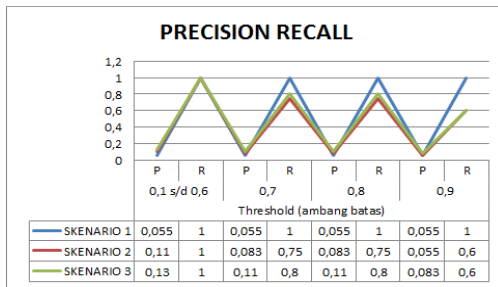 PRECISION RECALL
1,2
1
0,8
0,6
0,4
0,2
0
P R P R P R P R
0,1 s/d 0,6 0,7 0,8 0,9
Threshold (ambang batas)
SKENARIO 1 0,055 1 0,055 1 0,055 1 0,055 1
SKENARIO 2 0,11 1 0,083 0,75 0,083 0,75 0,055 0,6
SKENARIO 3 0,13 1 0,11 0,8 0,11 0,8 0,083 0,6